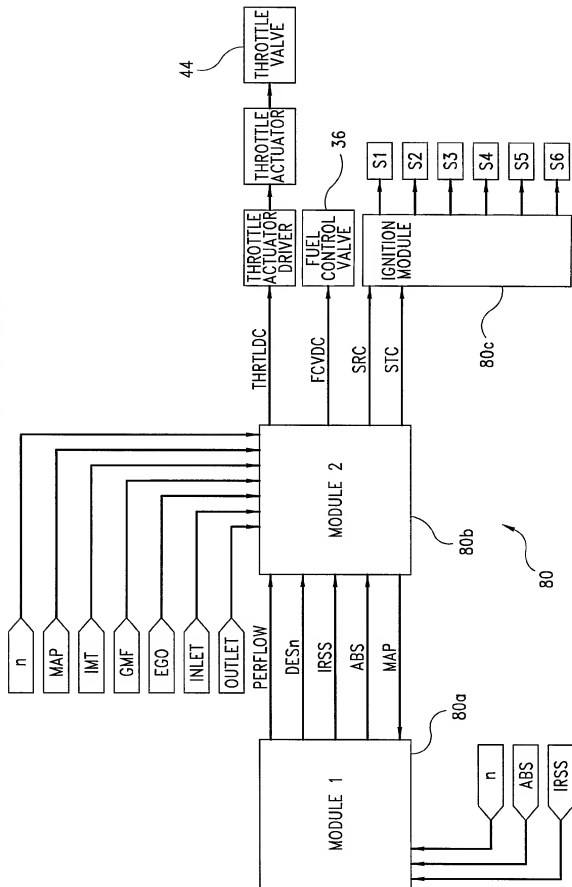 n
MAP
IMT
GMF
EGO
INLET
OUTLET
PERFLOW
DESn
IRSS
ABS
MAP
MODULE 1
80a
n
ABS
IRSS
MODULE 2
80b
80
THRTLDC
FCVDC
SRC
STC
THROTTLE
ACTUATOR
DRIVER
THROTTLE
ACTUATOR
THROTTLE
VALVE
44
FUEL
CONTROL
VALVE
36
IGNITION
MODULE
80c
S1
S2
S3
S4
S5
S6